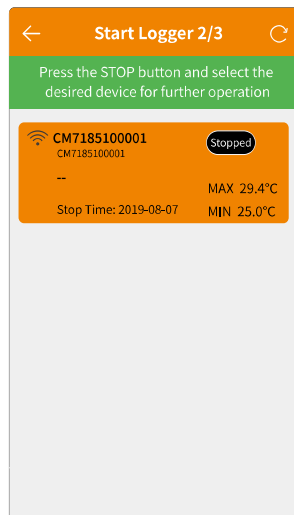 Start Logger 2/3
Press the STOP button and select the
desired device for further operation
CM7185100001
Stopped
CM7185100001
--
MAX 29.4°C
Stop Time: 2019-08-07
MIN 25.0°C